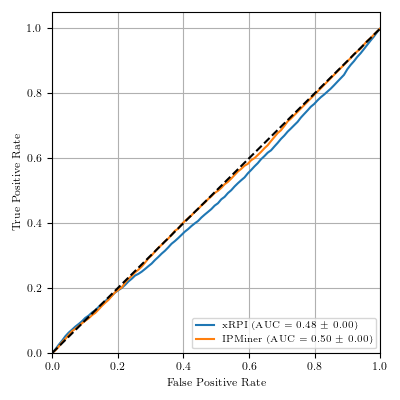 1.0
0.8
0.6
0.4
0.2
0.0
True Positive Rate
xRPI (AUC = 0.48 ± 0.00)
IPMiner (AUC = 0.50 ± 0.00)
0.0 0.2 0.4 0.6 0.8 1.0
False Positive Rate